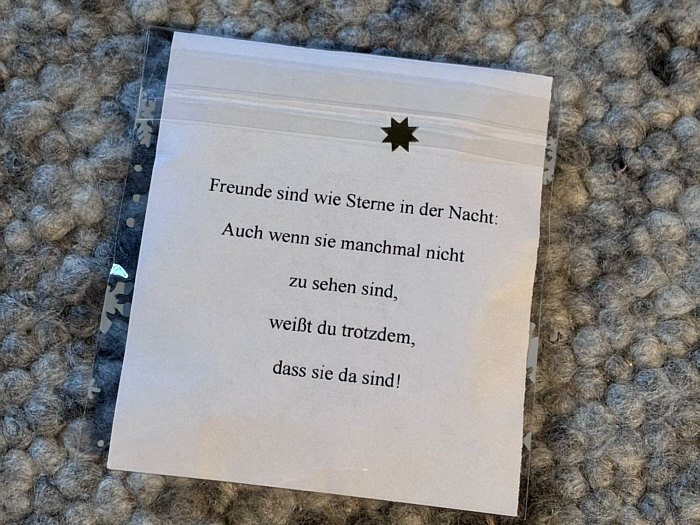 Freunde sind wie Sterne in der Nacht:
Auch wenn sie manchmal nicht
zu sehen sind,
weißt du trotzdem,
dass sie da sind!